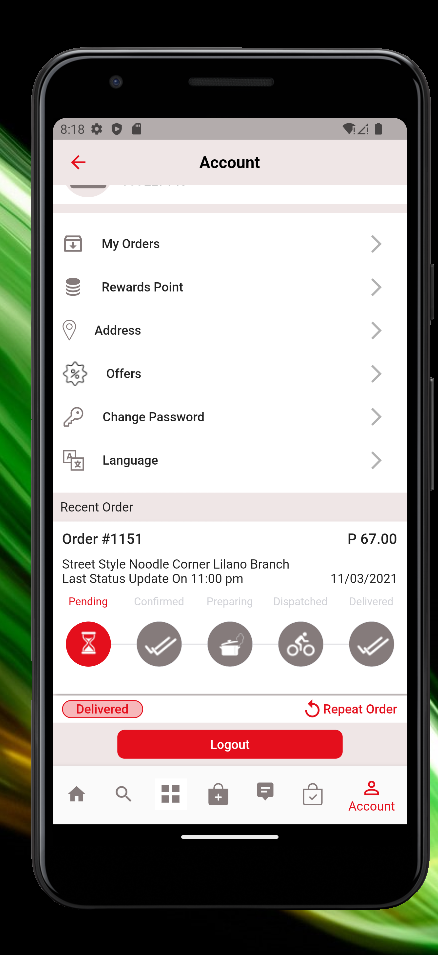 8:18
Account
My Orders
Rewards Point
Address
Offers
Change Password
Language
Recent Order
Order #1151 P 67.00
Street Style Noodle Corner Lilano Branch
Last Status Update On 11:00 pm 11/03/2021
Pending Confirmed Preparing Dispatched Delivered
Delivered Repeat Order
Logout
Account